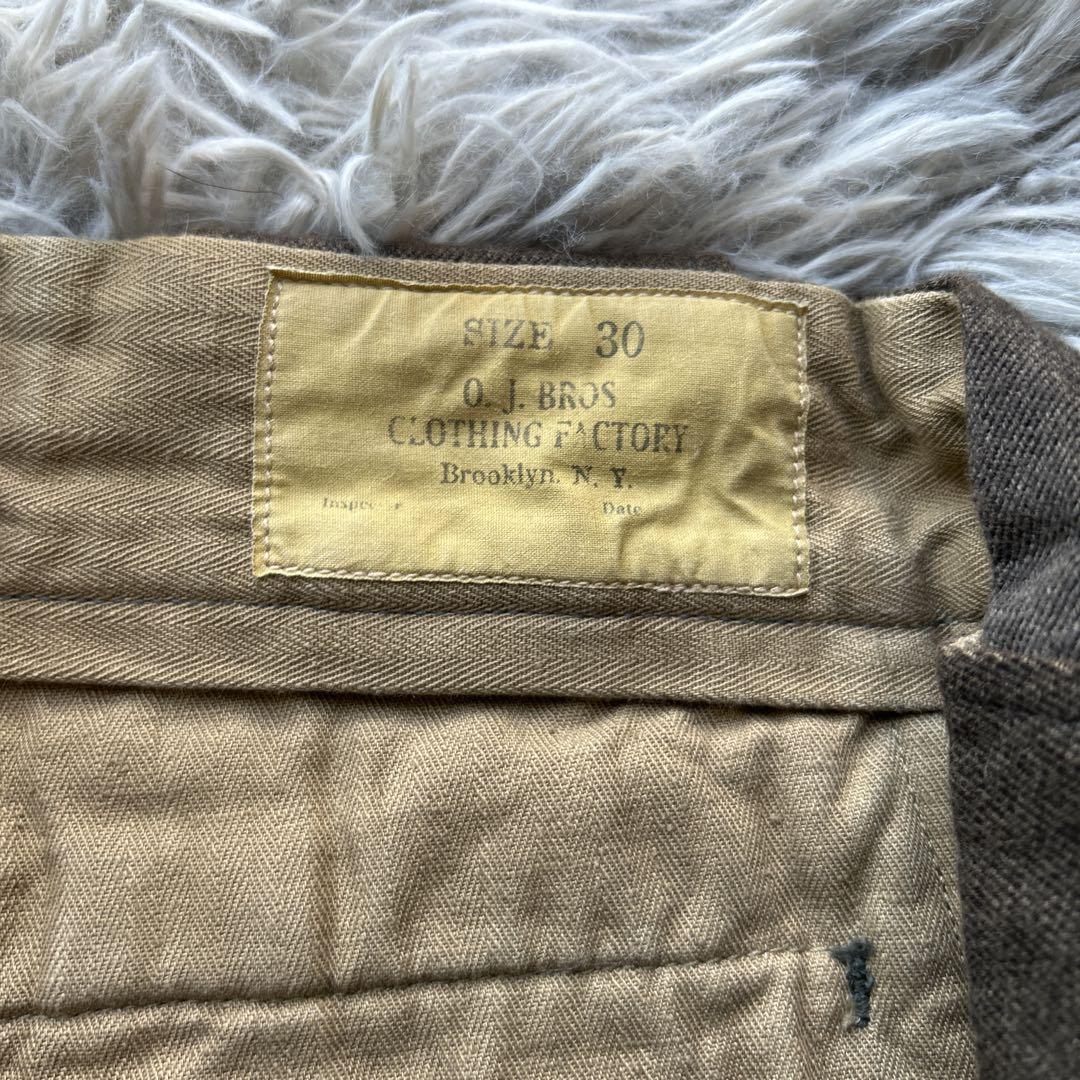 SIZE 30
O. J. BROS
CLOTHING FACTORY
Brooklyn. N. Y.
Date